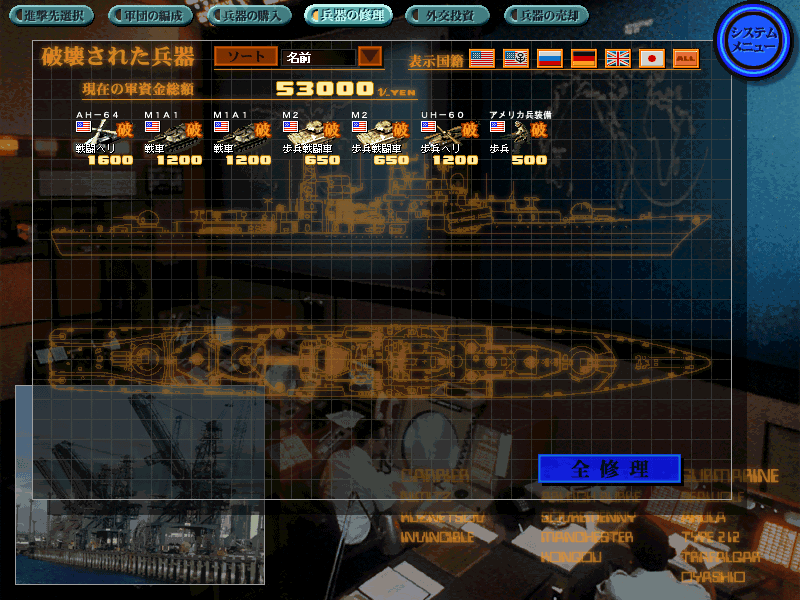 進撃先選択 軍団の編成 兵器の購入 兵器の修理 外交投資 兵器の売却
システム
メニュー
破壊された兵器 ソート 名前 表示国籍 ALL
現在の軍資金総額 53000 YEN
AH-64 M1A1 M1A1 M2 M2 UH-60 アメリカ兵装備
破 破 破 破 破 破 破
戦闘ヘリ 戦車 戦車 歩兵戦闘車 歩兵戦闘車 歩兵ヘリ 歩兵
1600 1200 1200 650 650 1200 500
全修理
CARRIER SUBMARINE
INVINCIBLE MANCHESTER TYPE 212
KONGOU TRAFALGAR
OYASHIO